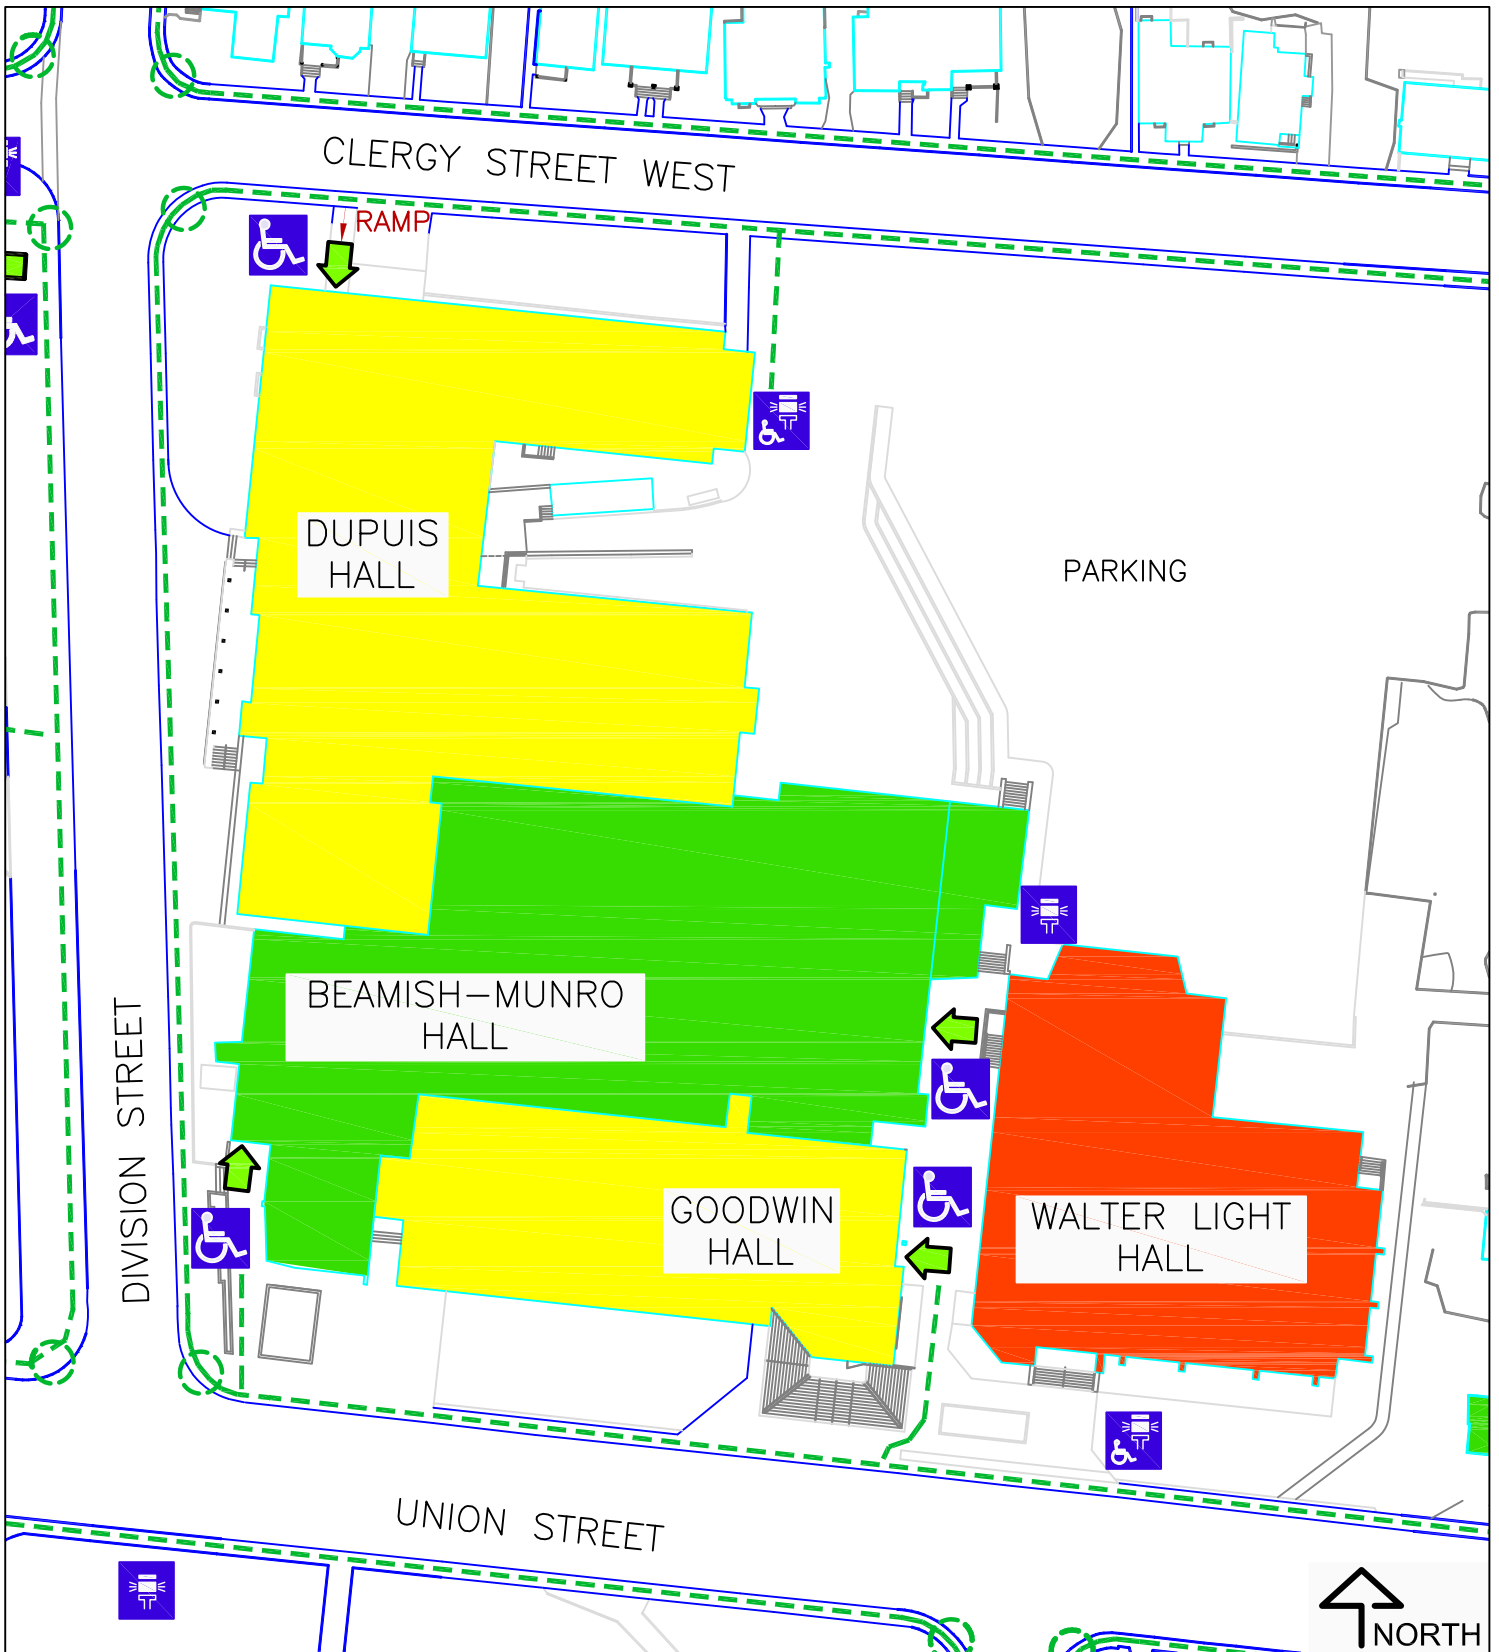 CLERGY STREET WEST
RAMP
DUPUIS
HALL
PARKING
BEAMISH-MUNRO
HALL
DIVISION STREET
GOODWIN
HALL
WALTER LIGHT
HALL
UNION STREET
NORTH